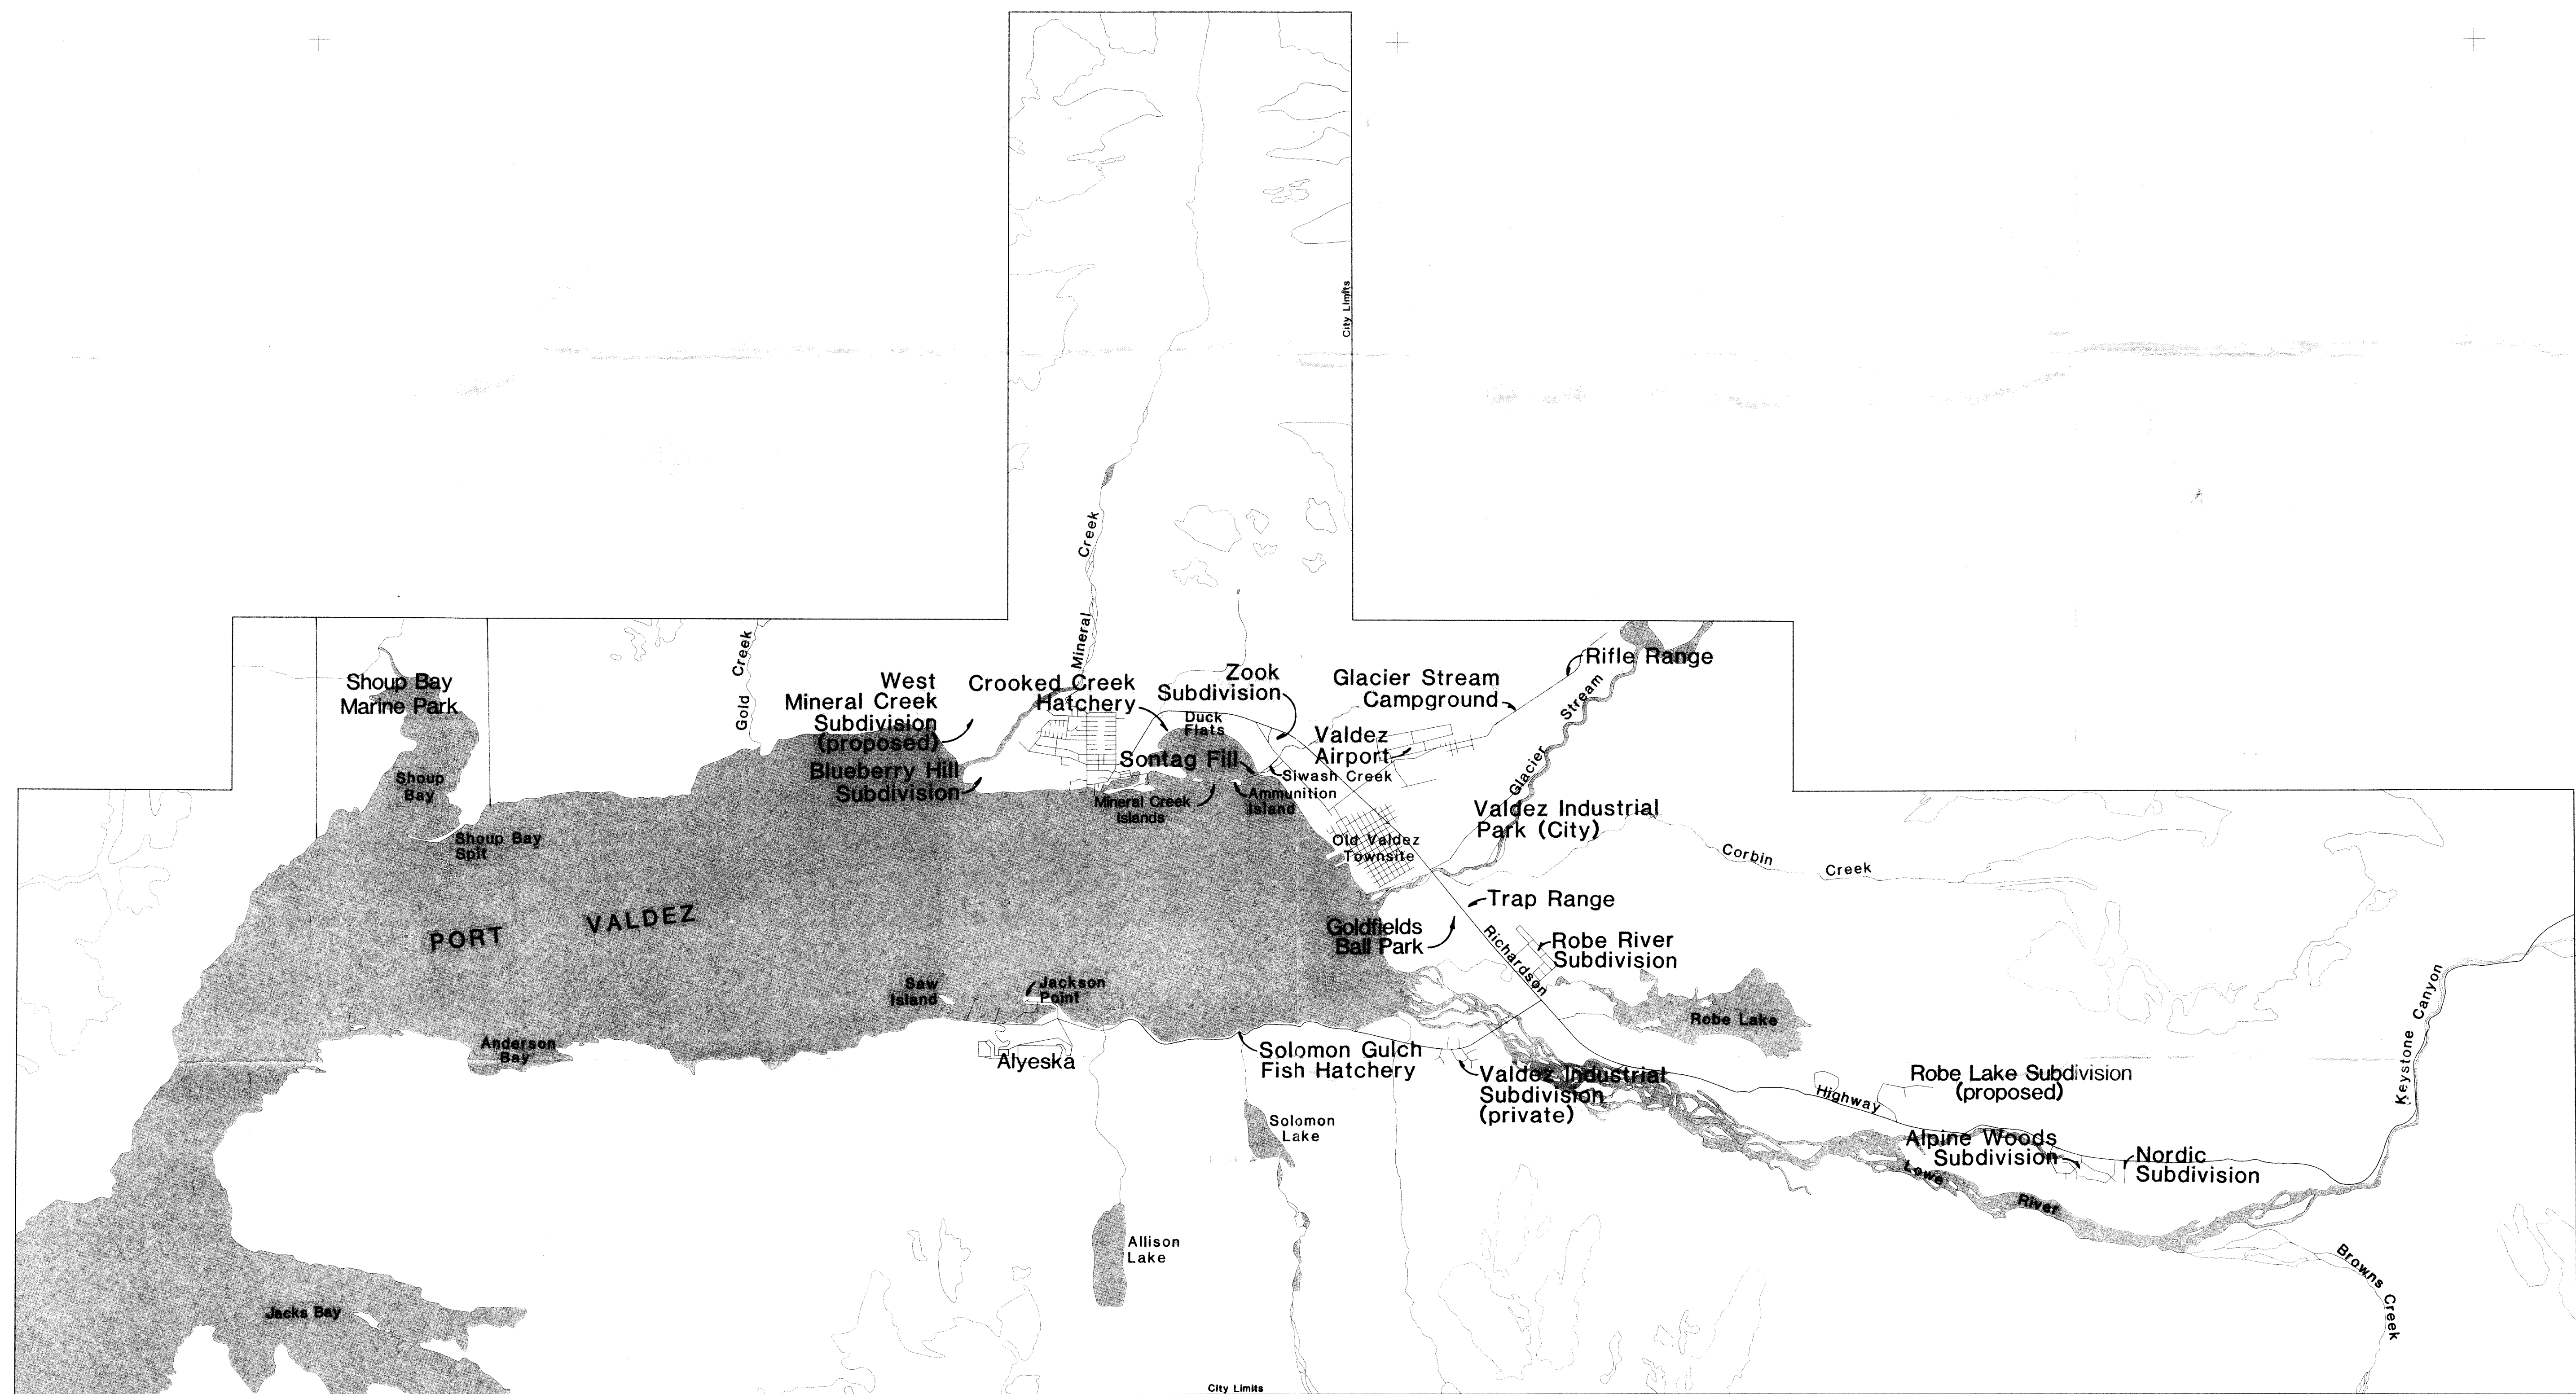 City Limits
Mineral Creek
Gold Creek
Shoup Bay
Marine Park
Shoup
Bay
Shoup Bay
Spit
West
Mineral Creek
Subdivision
(proposed)
Blueberry Hill
Subdivision
Crooked Creek
Hatchery
Zook
Subdivision
Duck
Flats
Sontag Fill
Siwash Creek
Mineral Creek
Islands
Ammunition
Island
Glacier Stream
Campground
Rifle Range
Valdez
Airport
Glacier Stream
Valdez Industrial
Park (City)
Old Valdez
Townsite
Corbin Creek
PORT VALDEZ
Trap Range
Goldfields
Ball Park
Richardson
Robe River
Subdivision
Robe Lake
Saw
Island
Jackson
Point
Anderson
Bay
Alyeska
Solomon Gulch
Fish Hatchery
Valdez Industrial
Subdivision
(private)
Highway
Robe Lake Subdivision
(proposed)
Keystone Canyon
Alpine Woods
Subdivision
Nordic
Subdivision
Lowe River
Solomon
Lake
Allison
Lake
Browns Creek
Jacks Bay
City Limits